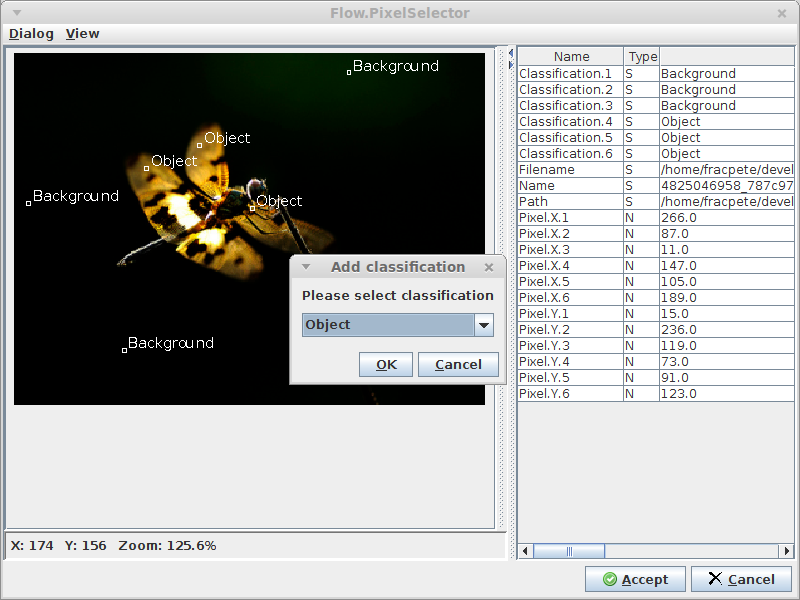 Flow.PixelSelector
Dialog View
Background
Object
Object
Background
Object
Background
Add classification
Please select classification
Object
OK Cancel
Name Type
Classification.1 S Background
Classification.2 S Background
Classification.3 S Background
Classification.4 S Object
Classification.5 S Object
Classification.6 S Object
Filename S /home/fracpete/devel
Name S 4825046958_787c97
Path S /home/fracpete/devel
Pixel.X.1 N 266.0
Pixel.X.2 N 87.0
Pixel.X.3 N 11.0
Pixel.X.4 N 147.0
Pixel.X.5 N 105.0
Pixel.X.6 N 189.0
Pixel.Y.1 N 15.0
Pixel.Y.2 N 236.0
Pixel.Y.3 N 119.0
Pixel.Y.4 N 73.0
Pixel.Y.5 N 91.0
Pixel.Y.6 N 123.0
X: 174 Y: 156 Zoom: 125.6%
Accept Cancel